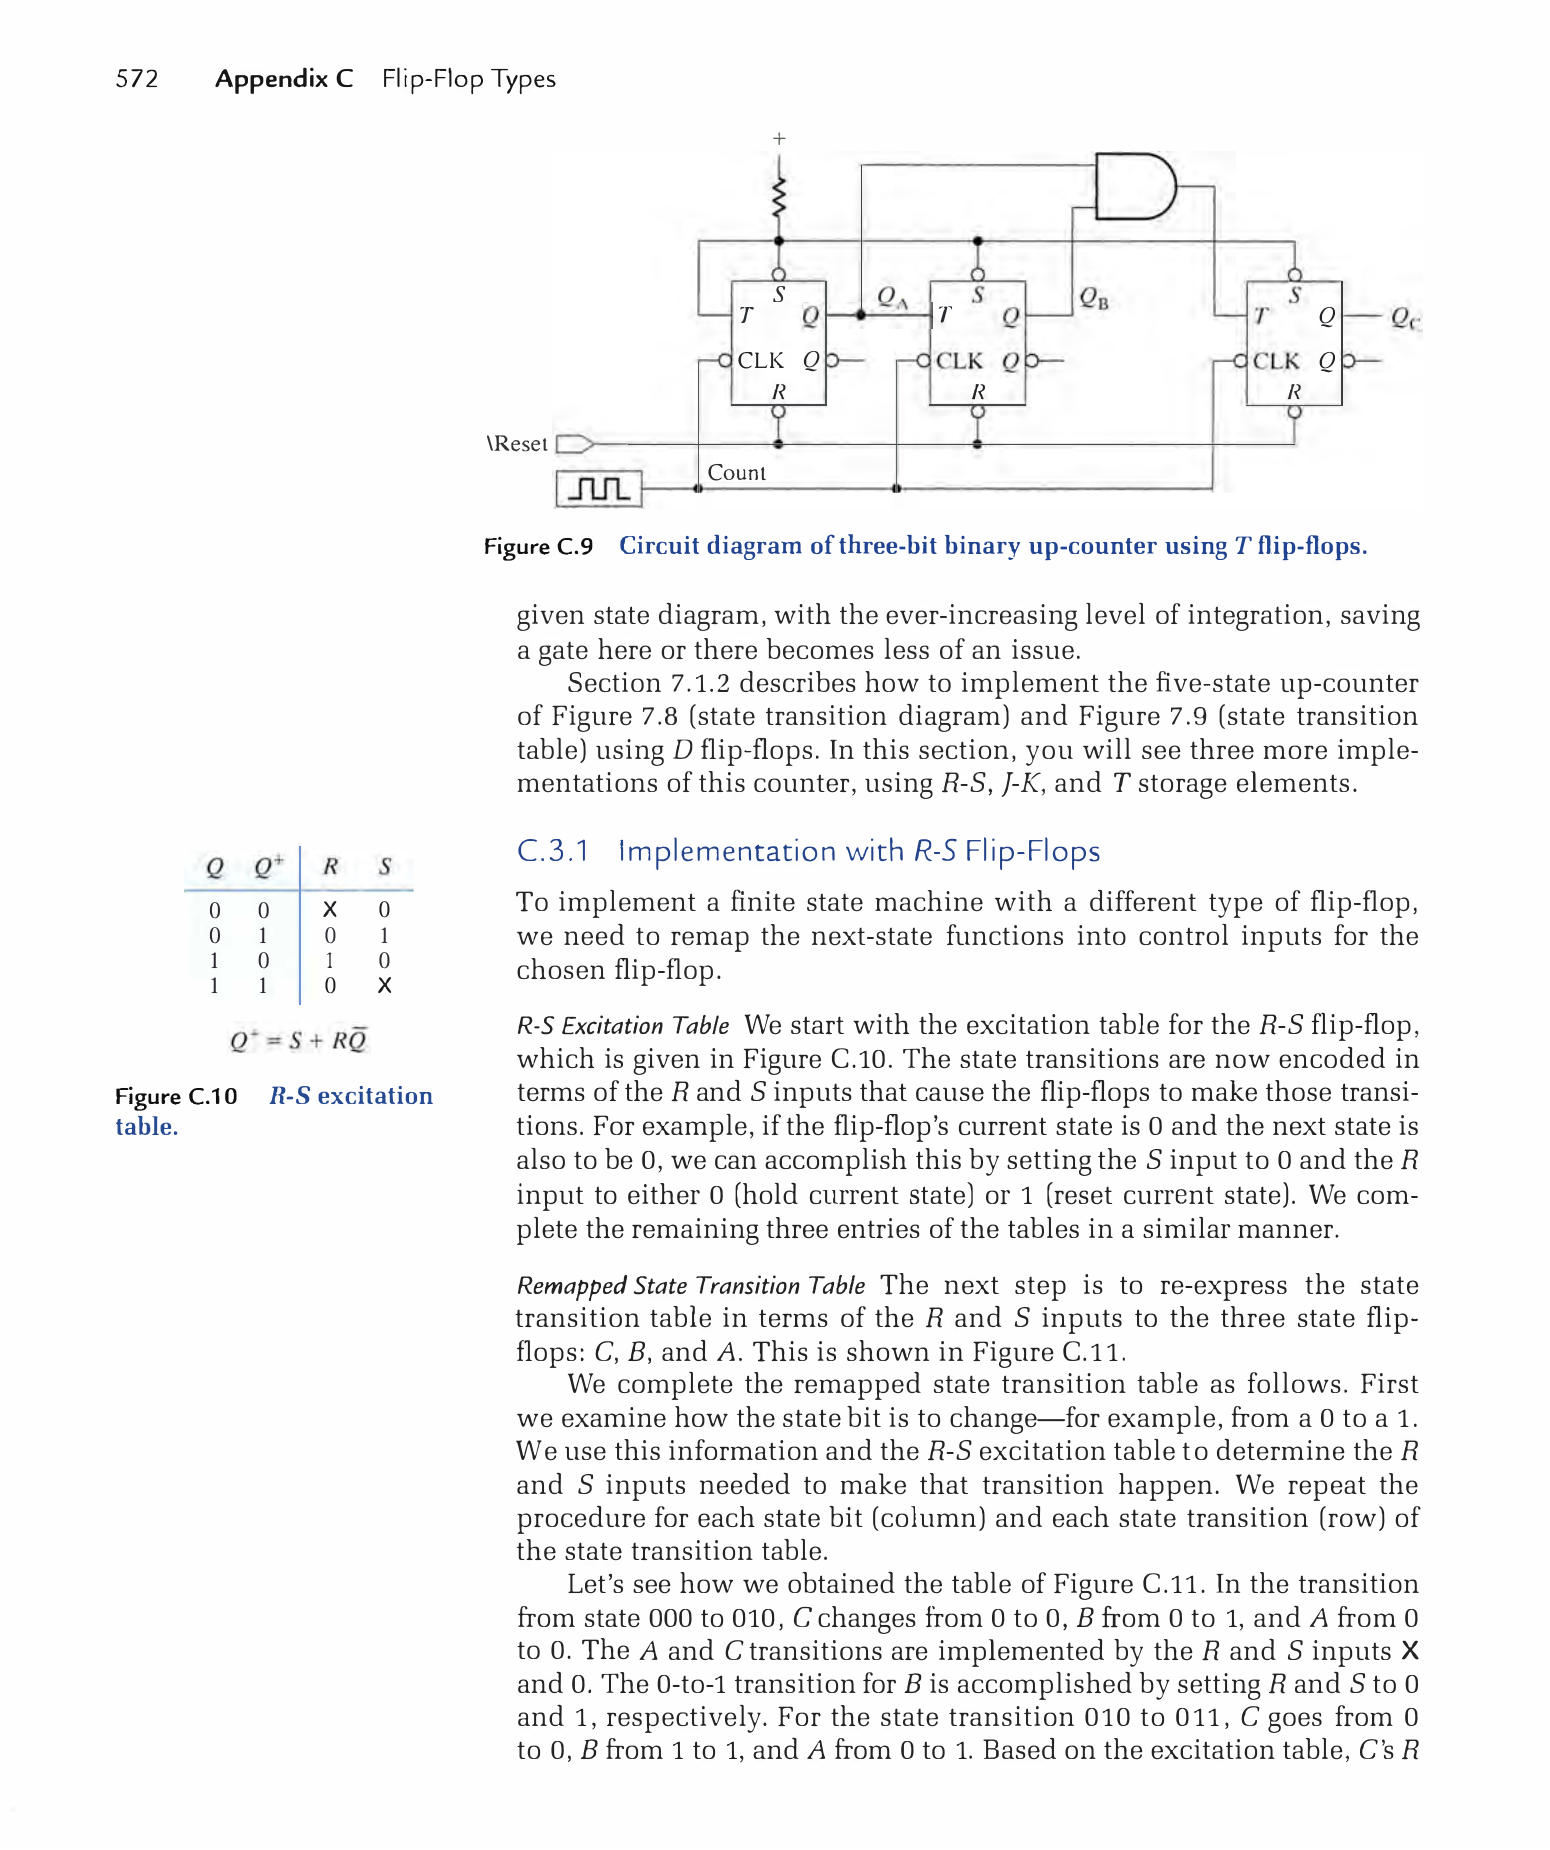 572 Appendix C Flip-Flop Types
+
S
S
S
Q_A
Q_B
T Q
T Q
T Q
Q_C
CLK Q
CLK Q
CLK Q
R
R
R
\Reset
Count
Figure C.9 Circuit diagram of three-bit binary up-counter using T flip-flops.
given state diagram, with the ever-increasing level of integration, saving
a gate here or there becomes less of an issue.
Section 7.1.2 describes how to implement the five-state up-counter
of Figure 7.8 (state transition diagram) and Figure 7.9 (state transition
table) using D flip-flops. In this section, you will see three more imple-
mentations of this counter, using R-S, J-K, and T storage elements.
C.3.1 Implementation with R-S Flip-Flops
To implement a finite state machine with a different type of flip-flop,
we need to remap the next-state functions into control inputs for the
chosen flip-flop.
Q Q⁺ R S
0 0 X 0
0 1 0 1
1 0 1 0
1 1 0 X
Q⁺ = S + RQ̅
Figure C.10 R-S excitation
table.
R-S Excitation Table We start with the excitation table for the R-S flip-flop,
which is given in Figure C.10. The state transitions are now encoded in
terms of the R and S inputs that cause the flip-flops to make those transi-
tions. For example, if the flip-flop's current state is 0 and the next state is
also to be 0, we can accomplish this by setting the S input to 0 and the R
input to either 0 (hold current state) or 1 (reset current state). We com-
plete the remaining three entries of the tables in a similar manner.
Remapped State Transition Table The next step is to re-express the state
transition table in terms of the R and S inputs to the three state flip-
flops: C, B, and A. This is shown in Figure C.11.
We complete the remapped state transition table as follows. First
we examine how the state bit is to change—for example, from a 0 to a 1.
We use this information and the R-S excitation table to determine the R
and S inputs needed to make that transition happen. We repeat the
procedure for each state bit (column) and each state transition (row) of
the state transition table.
Let's see how we obtained the table of Figure C.11. In the transition
from state 000 to 010, C changes from 0 to 0, B from 0 to 1, and A from 0
to 0. The A and C transitions are implemented by the R and S inputs X
and 0. The 0-to-1 transition for B is accomplished by setting R and S to 0
and 1, respectively. For the state transition 010 to 011, C goes from 0
to 0, B from 1 to 1, and A from 0 to 1. Based on the excitation table, C's R